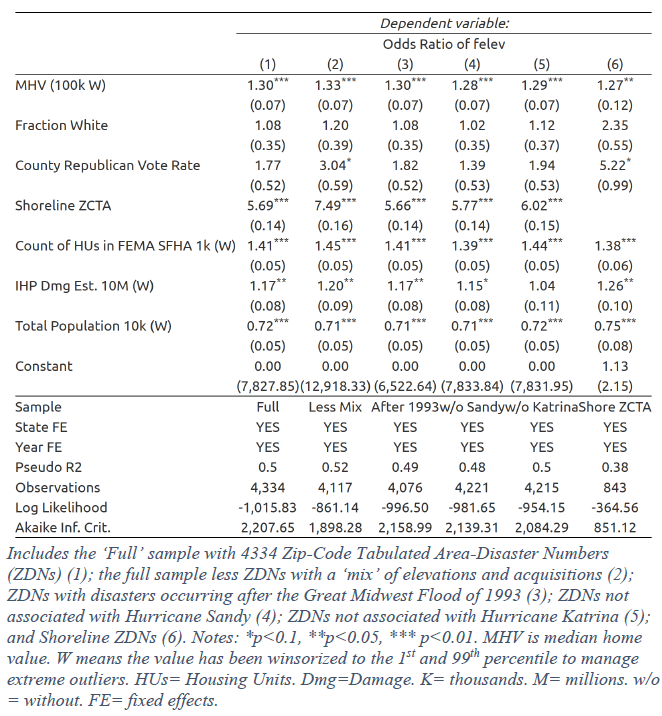 Dependent variable:
Odds Ratio of felev
(1) (2) (3) (4) (5) (6)
MHV (100k W) 1.30*** 1.33*** 1.30*** 1.28*** 1.29*** 1.27**
(0.07) (0.07) (0.07) (0.07) (0.07) (0.12)
Fraction White 1.08 1.20 1.08 1.02 1.12 2.35
(0.35) (0.39) (0.35) (0.35) (0.37) (0.55)
County Republican Vote Rate 1.77 3.04* 1.82 1.39 1.94 5.22*
(0.52) (0.59) (0.52) (0.53) (0.53) (0.99)
Shoreline ZCTA 5.69*** 7.49*** 5.66*** 5.77*** 6.02***
(0.14) (0.16) (0.14) (0.14) (0.15)
Count of HUs in FEMA SFHA 1k (W) 1.41*** 1.45*** 1.41*** 1.39*** 1.44*** 1.38***
(0.05) (0.05) (0.05) (0.05) (0.05) (0.06)
IHP Dmg Est. 10M (W) 1.17** 1.20** 1.17** 1.15* 1.04 1.26**
(0.08) (0.09) (0.08) (0.08) (0.11) (0.10)
Total Population 10k (W) 0.72*** 0.71*** 0.71*** 0.71*** 0.72*** 0.75***
(0.05) (0.05) (0.05) (0.05) (0.05) (0.08)
Constant 0.00 0.00 0.00 0.00 0.00 1.13
(7,827.85) (12,918.33) (6,522.64) (7,833.84) (7,831.95) (2.15)
Sample Full Less Mix After 1993 w/o Sandy w/o Katrina Shore ZCTA
State FE YES YES YES YES YES YES
Year FE YES YES YES YES YES YES
Pseudo R2 0.5 0.52 0.49 0.48 0.5 0.38
Observations 4,334 4,117 4,076 4,221 4,215 843
Log Likelihood -1,015.83 -861.14 -996.50 -981.65 -954.15 -364.56
Akaike Inf. Crit. 2,207.65 1,898.28 2,158.99 2,139.31 2,084.29 851.12
Includes the ‘Full’ sample with 4334 Zip-Code Tabulated Area-Disaster Numbers
(ZDNs) (1); the full sample less ZDNs with a ‘mix’ of elevations and acquisitions (2);
ZDNs with disasters occurring after the Great Midwest Flood of 1993 (3); ZDNs not
associated with Hurricane Sandy (4); ZDNs not associated with Hurricane Katrina (5);
and Shoreline ZDNs (6). Notes: *p<0.1, **p<0.05, *** p<0.01. MHV is median home
value. W means the value has been winsorized to the 1st and 99th percentile to manage
extreme outliers. HUs= Housing Units. Dmg=Damage. K= thousands. M= millions. w/o
= without. FE= fixed effects.